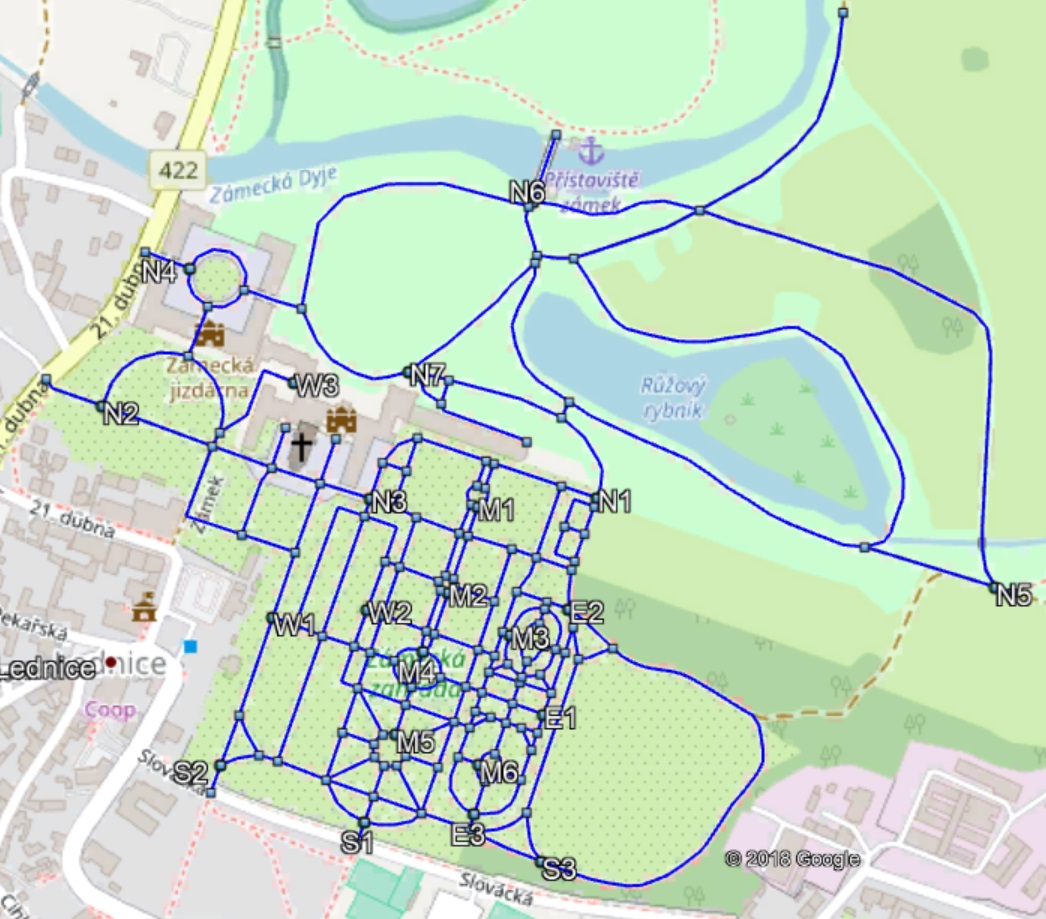 422
Zámecká Dyje
N6
Přístaviště
zámek
N4
21. dubna
Zámecká
jízdárna
W3
N7
Růžový
rybník
N2
N3
M1
N1
Zámek
21. dubna
M2
N5
W1
W2
E2
M3
Pekařská
Lednice
Lednice
Zámecká
zahrada
M4
Coop
E1
M5
S2
Slovácká
M6
S1
E3
S3
© 2018 Google
Slovácká